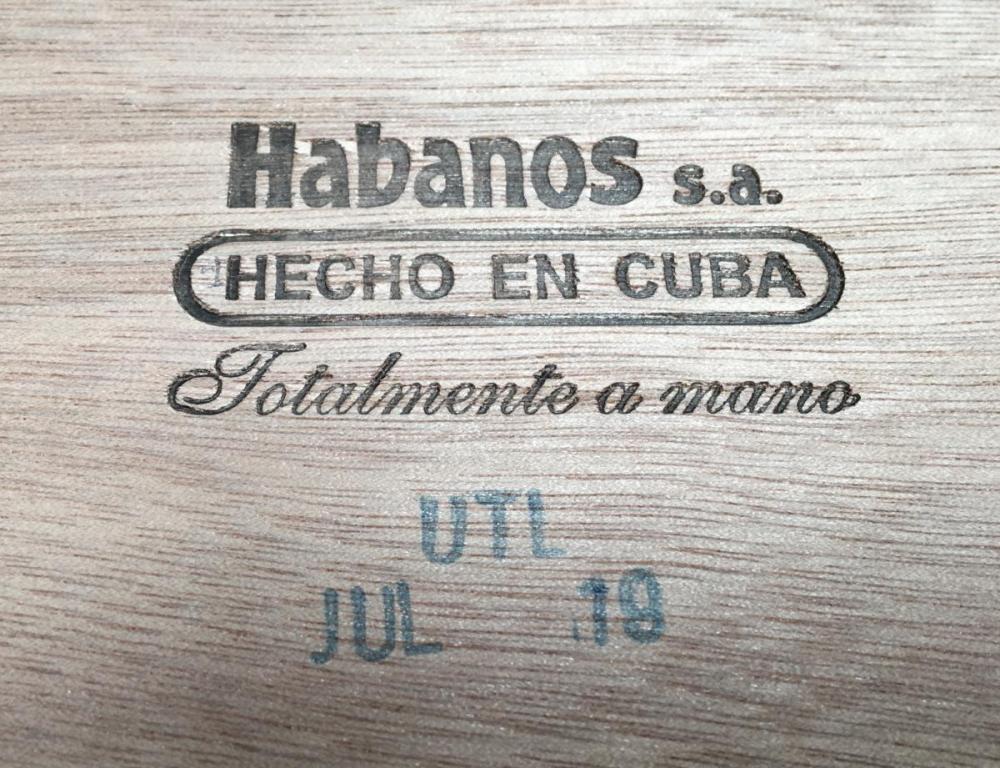 Habanos s.a.
HECHO EN CUBA
Totalmente a mano
UTL
JUL 19